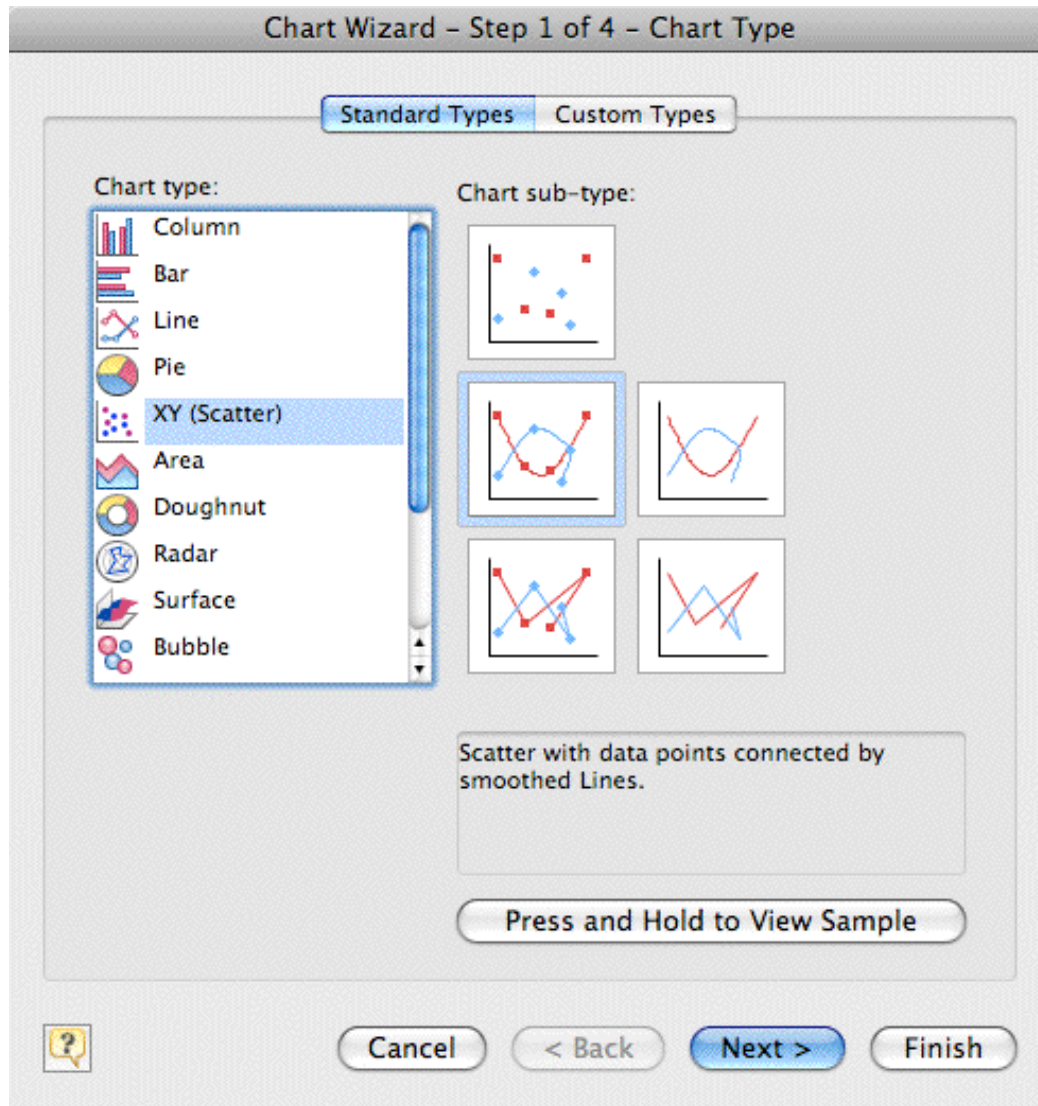 Chart Wizard – Step 1 of 4 – Chart Type
Standard Types
Custom Types
Chart type:
Column
Bar
Line
Pie
XY (Scatter)
Area
Doughnut
Radar
Surface
Bubble
Chart sub-type:
Scatter with data points connected by
smoothed Lines.
Press and Hold to View Sample
?
Cancel
< Back
Next >
Finish